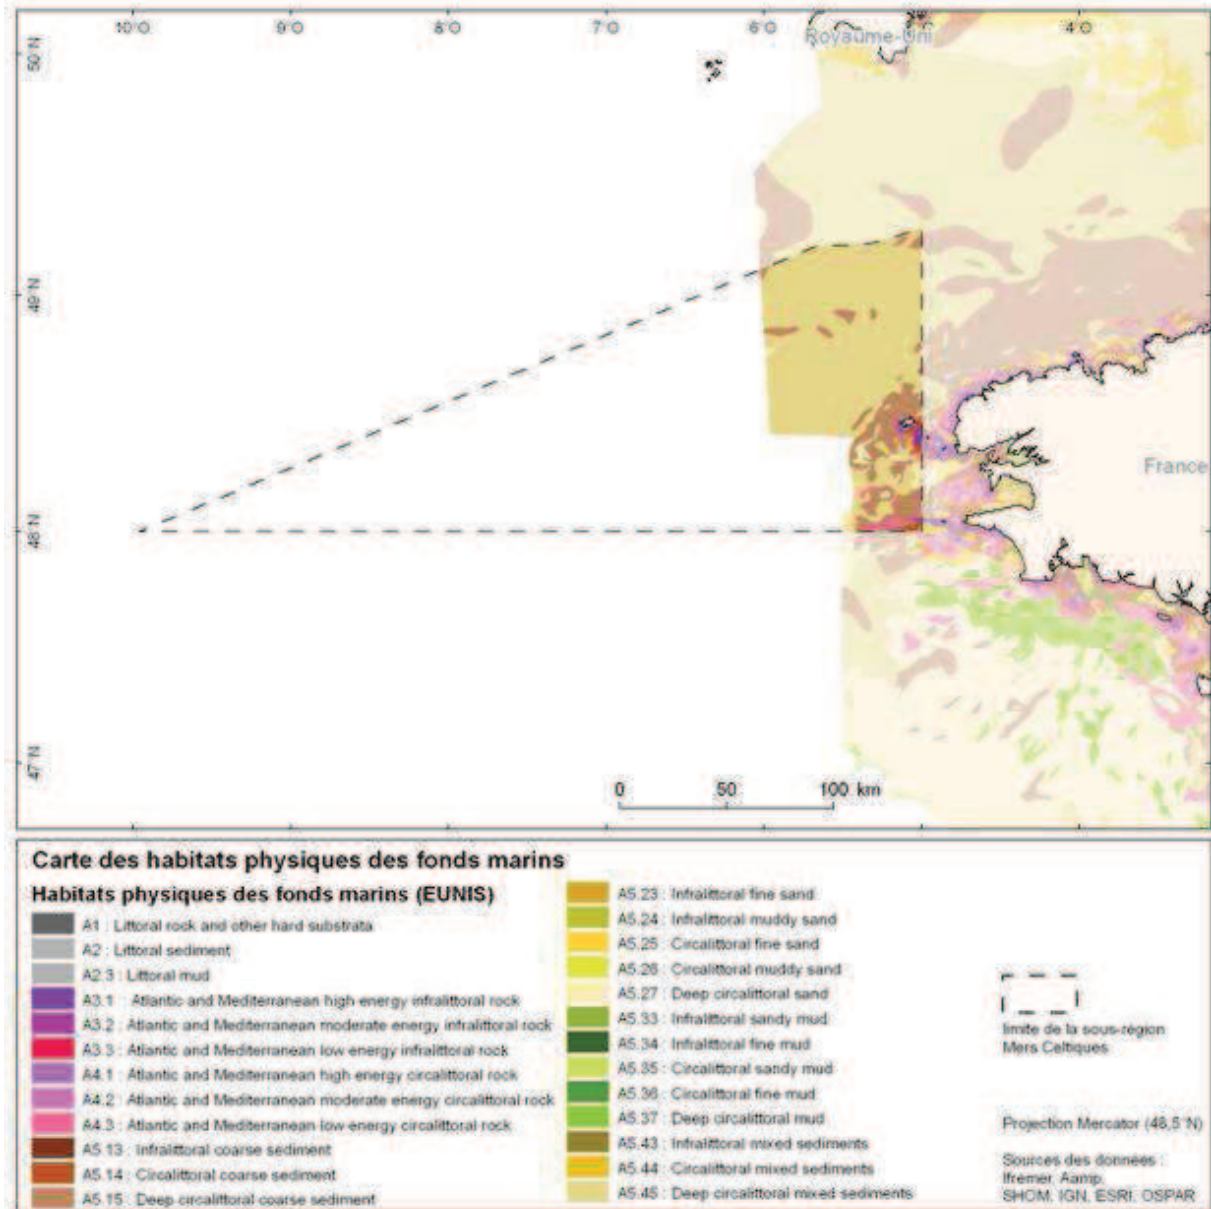 10°0 9°0 8°0 7°0 6°0 5°0 4°0
Royaume-Uni
50°N
49°N
48°N
47°N
France
0 50 100 km
Carte des habitats physiques des fonds marins
Habitats physiques des fonds marins (EUNIS)
A1 : Littoral rock and other hard substrata
A2 : Littoral sediment
A2.3 : Littoral mud
A3.1 : Atlantic and Mediterranean high energy infralittoral rock
A3.2 : Atlantic and Mediterranean moderate energy infralittoral rock
A3.3 : Atlantic and Mediterranean low energy infralittoral rock
A4.1 : Atlantic and Mediterranean high energy circalittoral rock
A4.2 : Atlantic and Mediterranean moderate energy circalittoral rock
A4.3 : Atlantic and Mediterranean low energy circalittoral rock
A5.13 : Infralittoral coarse sediment
A5.14 : Circalittoral coarse sediment
A5.15 : Deep circalittoral coarse sediment
A5.23 : Infralittoral fine sand
A5.24 : Infralittoral muddy sand
A5.25 : Circalittoral fine sand
A5.26 : Circalittoral muddy sand
A5.27 : Deep circalittoral sand
A5.33 : Infralittoral sandy mud
A5.34 : Infralittoral fine mud
A5.35 : Circalittoral sandy mud
A5.36 : Circalittoral fine mud
A5.37 : Deep circalittoral mud
A5.43 : Infralittoral mixed sediments
A5.44 : Circalittoral mixed sediments
A5.45 : Deep circalittoral mixed sediments
limite de la sous-région
Mers Celtiques
Projection Mercator (48,5°N)
Sources des données :
Ifremer, Aamp,
SHOM, IGN, ESRI, OSPAR